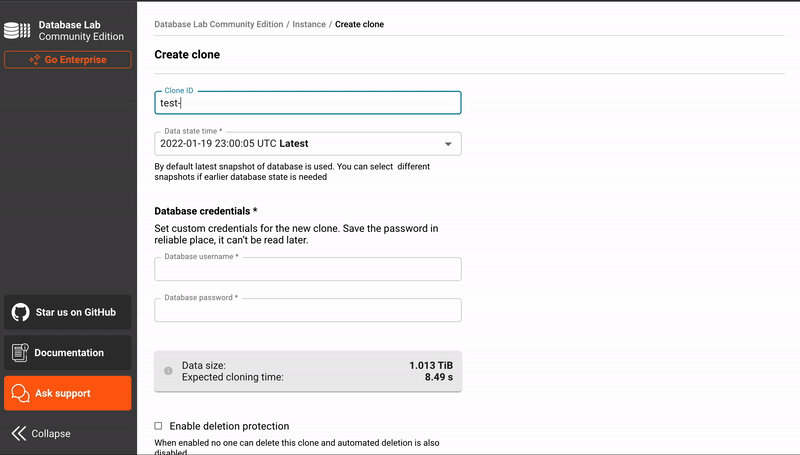 Database Lab
Community Edition
Go Enterprise
Star us on GitHub
Documentation
Ask support
Collapse
Database Lab Community Edition / Instance / Create clone
Create clone
Clone ID
test-
Data state time *
2022-01-19 23:00:05 UTC Latest
By default latest snapshot of database is used. You can select different
snapshots if earlier database state is needed
Database credentials *
Set custom credentials for the new clone. Save the password in
reliable place, it can't be read later.
Database username *
Database password *
Data size: 1.013 TiB
Expected cloning time: 8.49 s
Enable deletion protection
When enabled no one can delete this clone and automated deletion is also
disabled